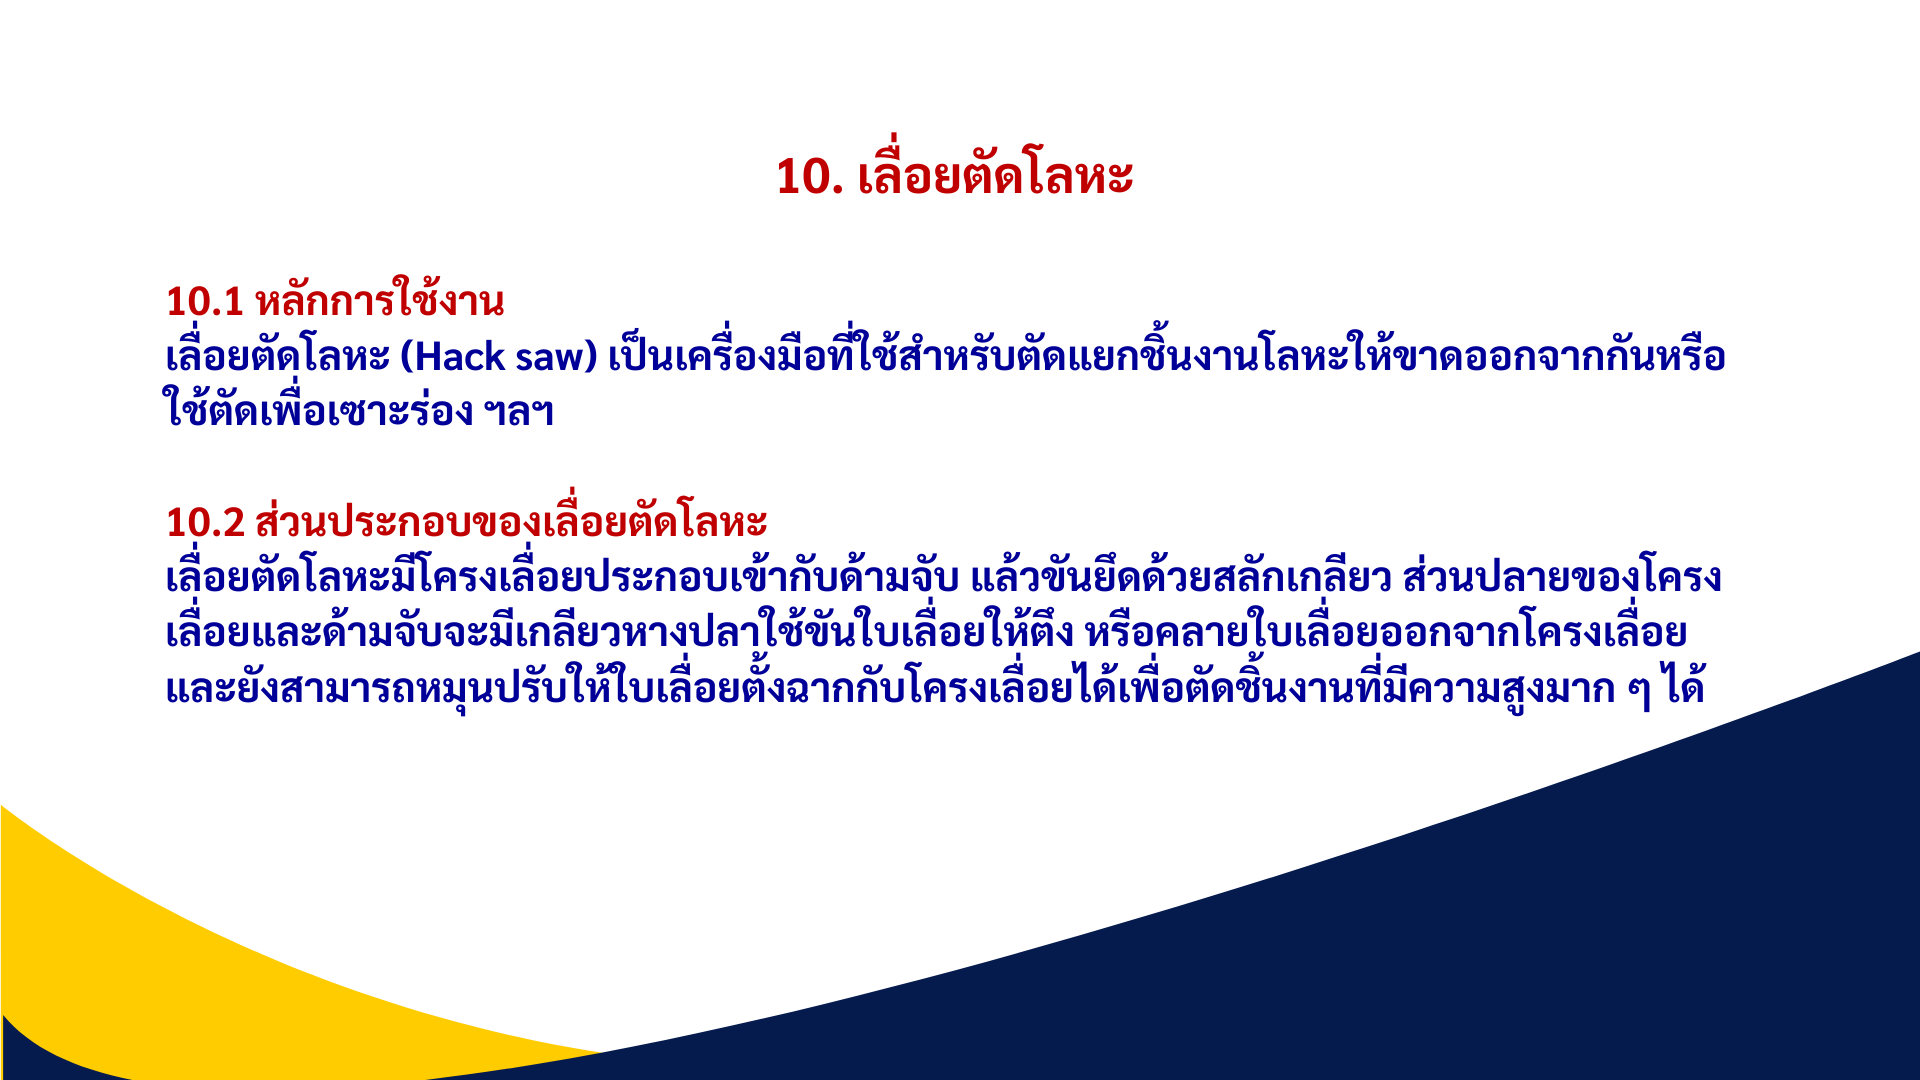 10. เลื่อยตัดโลหะ
10.1 หลักการใช้งาน
เลื่อยตัดโลหะ (Hack saw) เป็นเครื่องมือที่ใช้สำหรับตัดแยกชิ้นงานโลหะให้ขาดออกจากกันหรือ
ใช้ตัดเพื่อเซาะร่อง ฯลฯ
10.2 ส่วนประกอบของเลื่อยตัดโลหะ
เลื่อยตัดโลหะมีโครงเลื่อยประกอบเข้ากับด้ามจับ แล้วขันยึดด้วยสลักเกลียว ส่วนปลายของโครง
เลื่อยและด้ามจับจะมีเกลียวหางปลาใช้ขันใบเลื่อยให้ตึง หรือคลายใบเลื่อยออกจากโครงเลื่อย
และยังสามารถหมุนปรับให้ใบเลื่อยตั้งฉากกับโครงเลื่อยได้เพื่อตัดชิ้นงานที่มีความสูงมาก ๆ ได้